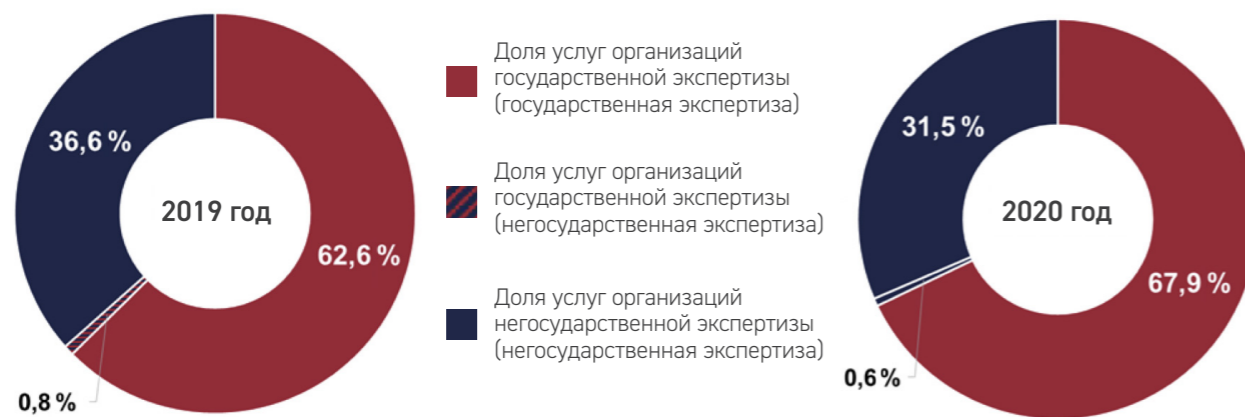 36,6 %
2019 год
62,6 %
0,8 %
Доля услуг организаций
государственной экспертизы
(государственная экспертиза)
Доля услуг организаций
государственной экспертизы
(негосударственная экспертиза)
Доля услуг организаций
негосударственной экспертизы
(негосударственная экспертиза)
31,5 %
2020 год
67,9 %
0,6 %